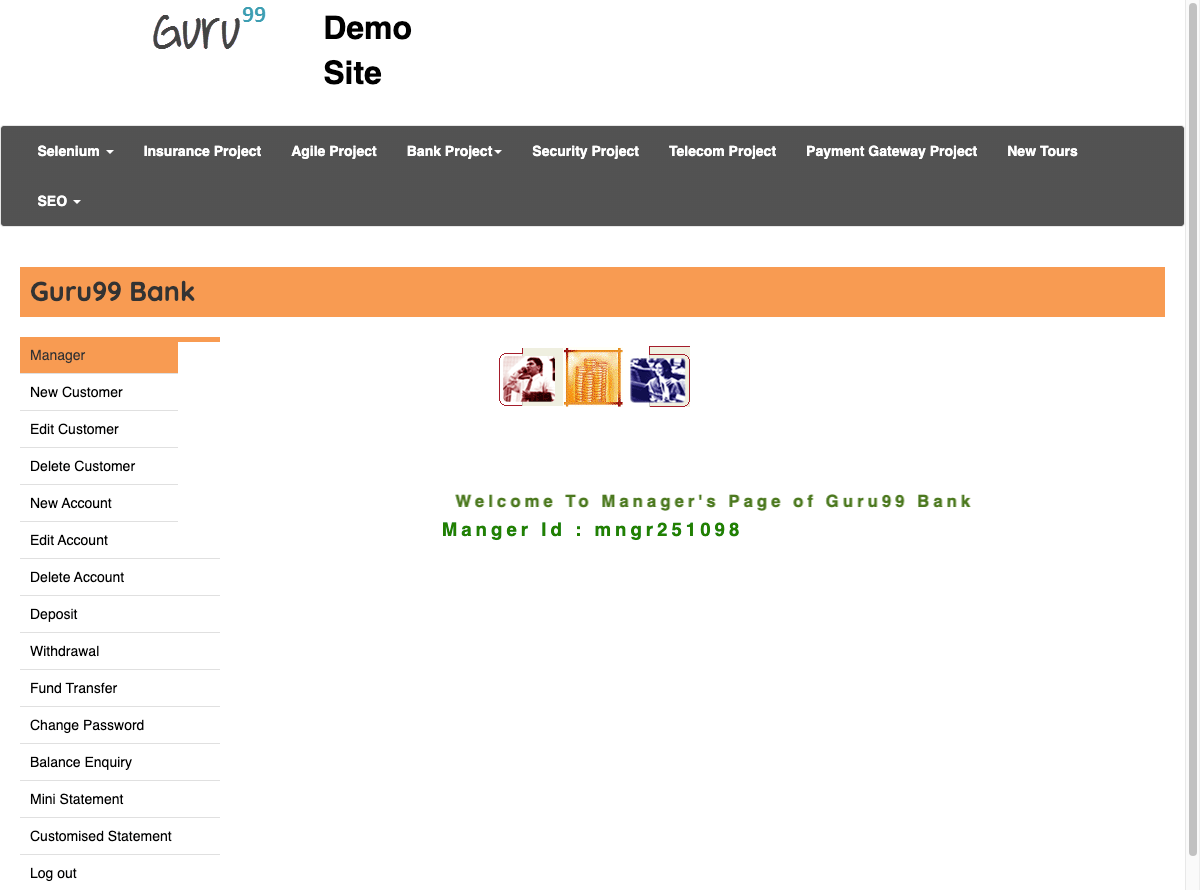 Guru99
Demo
Site
Selenium
Insurance Project
Agile Project
Bank Project
Security Project
Telecom Project
Payment Gateway Project
New Tours
SEO
Guru99 Bank
Manager
New Customer
Edit Customer
Delete Customer
New Account
Edit Account
Delete Account
Deposit
Withdrawal
Fund Transfer
Change Password
Balance Enquiry
Mini Statement
Customised Statement
Log out
Welcome To Manager's Page of Guru99 Bank
Manger Id : mngr251098